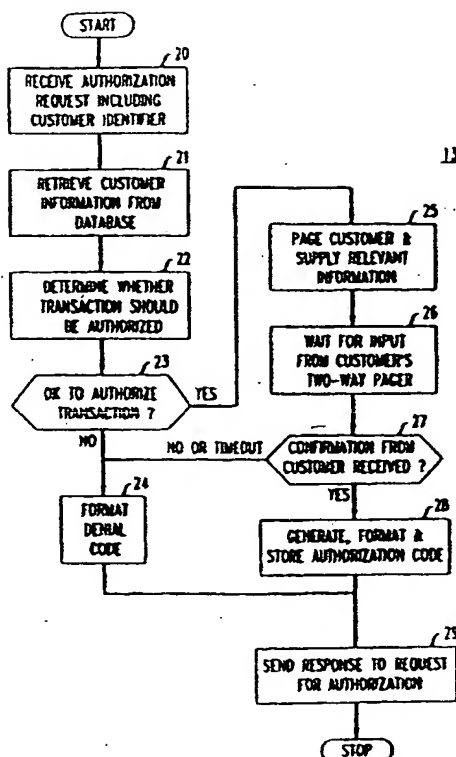 START
20
RECEIVE AUTHORIZATION
REQUEST INCLUDING
CUSTOMER IDENTIFIER
21
RETRIEVE CUSTOMER
INFORMATION FROM
DATABASE
22
DETERMINE WHETHER
TRANSACTION SHOULD
BE AUTHORIZED
23
OK TO AUTHORIZE
TRANSACTION ?
YES
NO
24
FORMAT
DENIAL
CODE
13
25
PAGE CUSTOMER &
SUPPLY RELEVANT
INFORMATION
26
WAIT FOR INPUT
FROM CUSTOMER'S
TWO-WAY PAGER
27
CONFIRMATION FROM
CUSTOMER RECEIVED ?
NO OR TIMEOUT
YES
28
GENERATE, FORMAT &
STORE AUTHORIZATION CODE
29
SEND RESPONSE TO REQUEST
FOR AUTHORIZATION
STOP